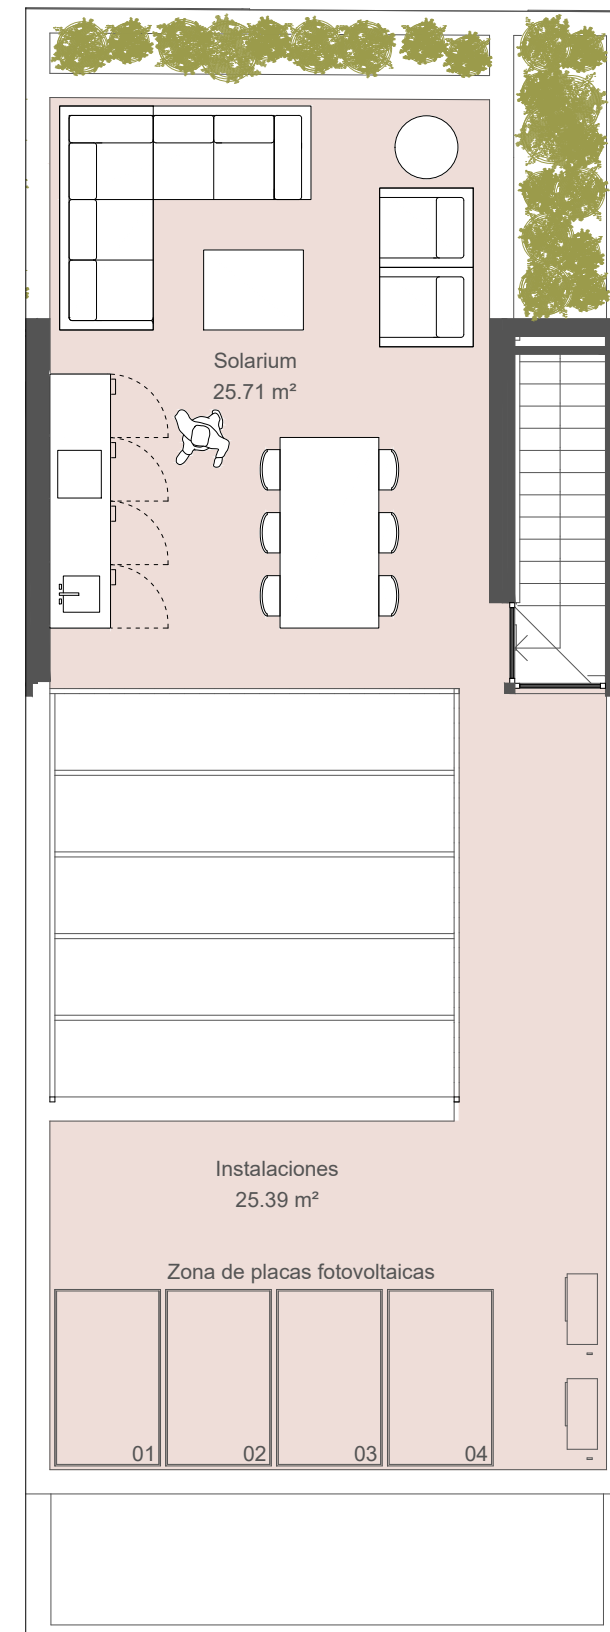 Solarium
25.71 m²
Instalaciones
25.39 m²
Zona de placas fotovoltaicas
01
02
03
04